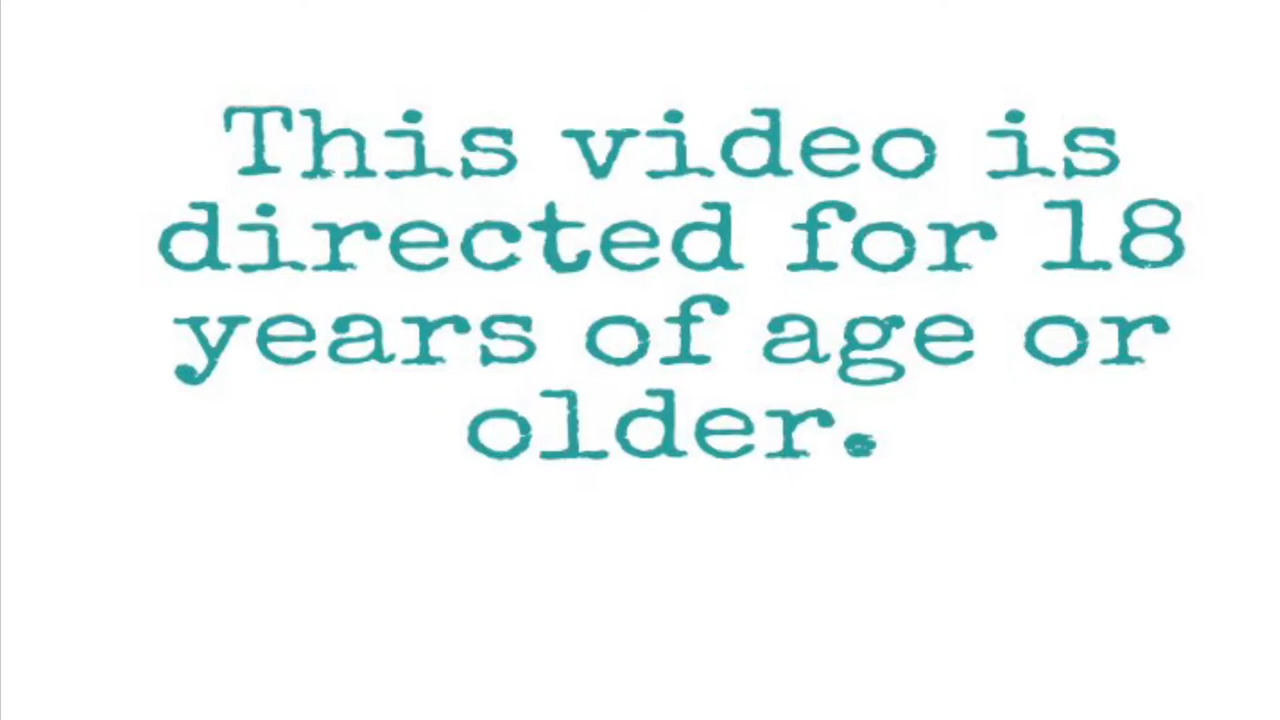 This video is
directed for 18
years of age or
older.